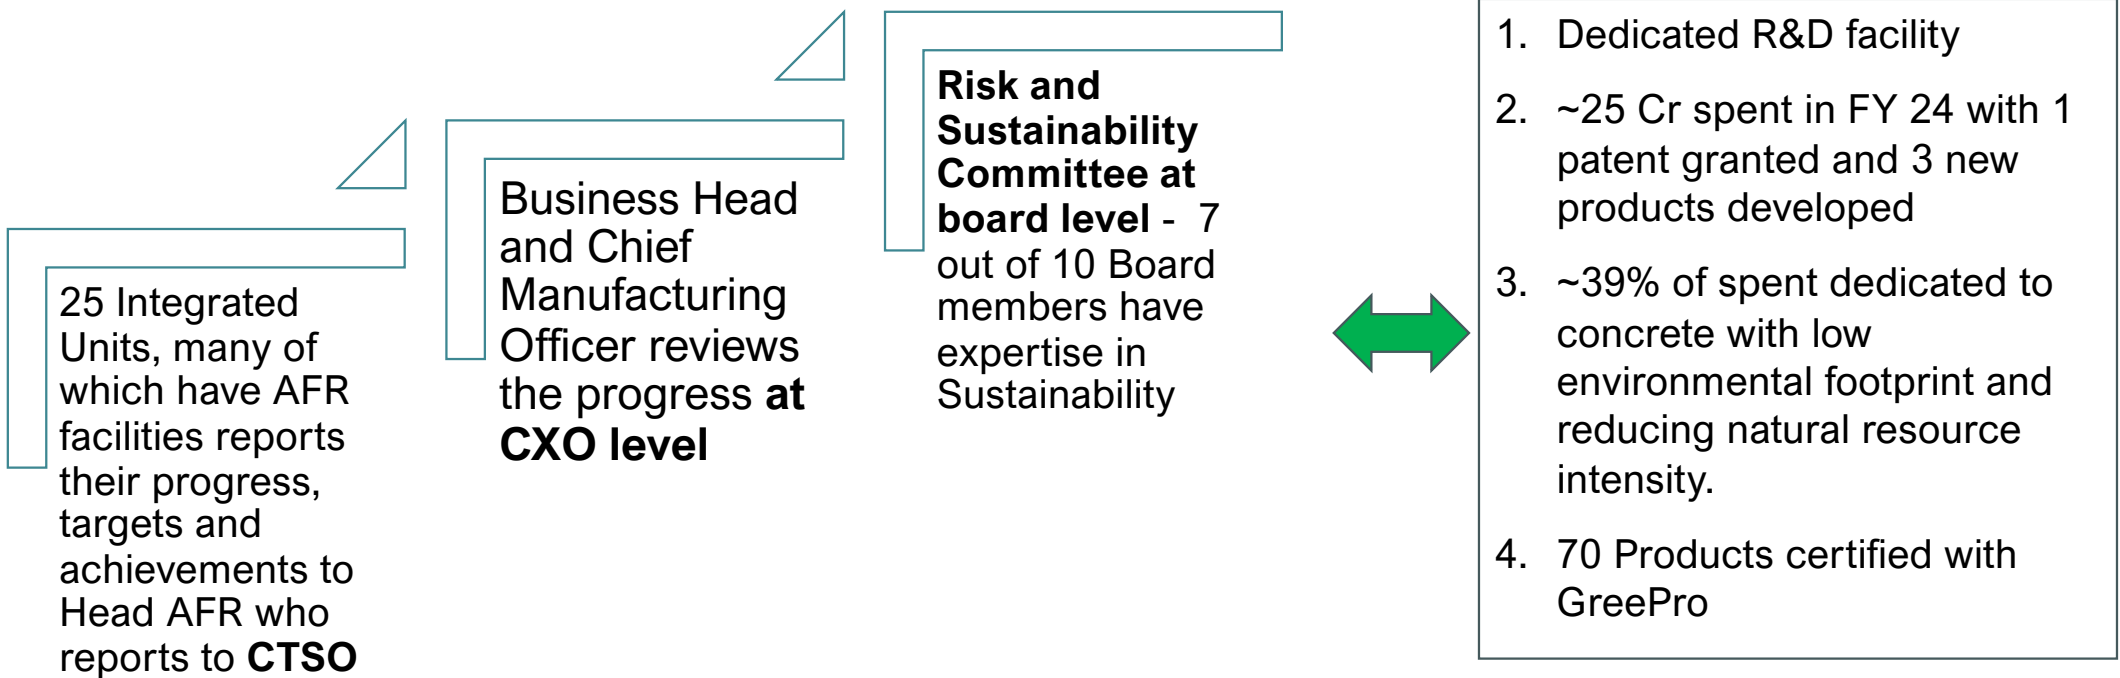 25 Integrated
Units, many of
which have AFR
facilities reports
their progress,
targets and
achievements to
Head AFR who
reports to CTSO
Business Head
and Chief
Manufacturing
Officer reviews
the progress at
CXO level
Risk and
Sustainability
Committee at
board level - 7
out of 10 Board
members have
expertise in
Sustainability
1. Dedicated R&D facility
2. ~25 Cr spent in FY 24 with 1
patent granted and 3 new
products developed
3. ~39% of spent dedicated to
concrete with low
environmental footprint and
reducing natural resource
intensity.
4. 70 Products certified with
GreePro